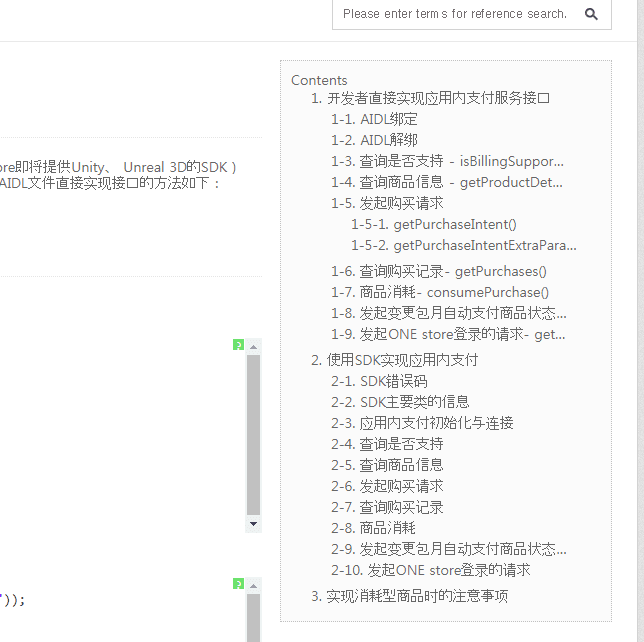 Please enter terms for reference search.
ore即将提供Unity、 Unreal 3D的SDK )
AIDL文件直接实现接口的方法如下：
?
?
"));
Contents
1. 开发者直接实现应用内支付服务接口
1-1. AIDL绑定
1-2. AIDL解绑
1-3. 查询是否支持 - isBillingSuppor...
1-4. 查询商品信息 - getProductDet...
1-5. 发起购买请求
1-5-1. getPurchaseIntent()
1-5-2. getPurchaseIntentExtraPara...
1-6. 查询购买记录- getPurchases()
1-7. 商品消耗- consumePurchase()
1-8. 发起变更包月自动支付商品状态...
1-9. 发起ONE store登录的请求- get...
2. 使用SDK实现应用内支付
2-1. SDK错误码
2-2. SDK主要类的信息
2-3. 应用内支付初始化与连接
2-4. 查询是否支持
2-5. 查询商品信息
2-6. 发起购买请求
2-7. 查询购买记录
2-8. 商品消耗
2-9. 发起变更包月自动支付商品状态...
2-10. 发起ONE store登录的请求
3. 实现消耗型商品时的注意事项